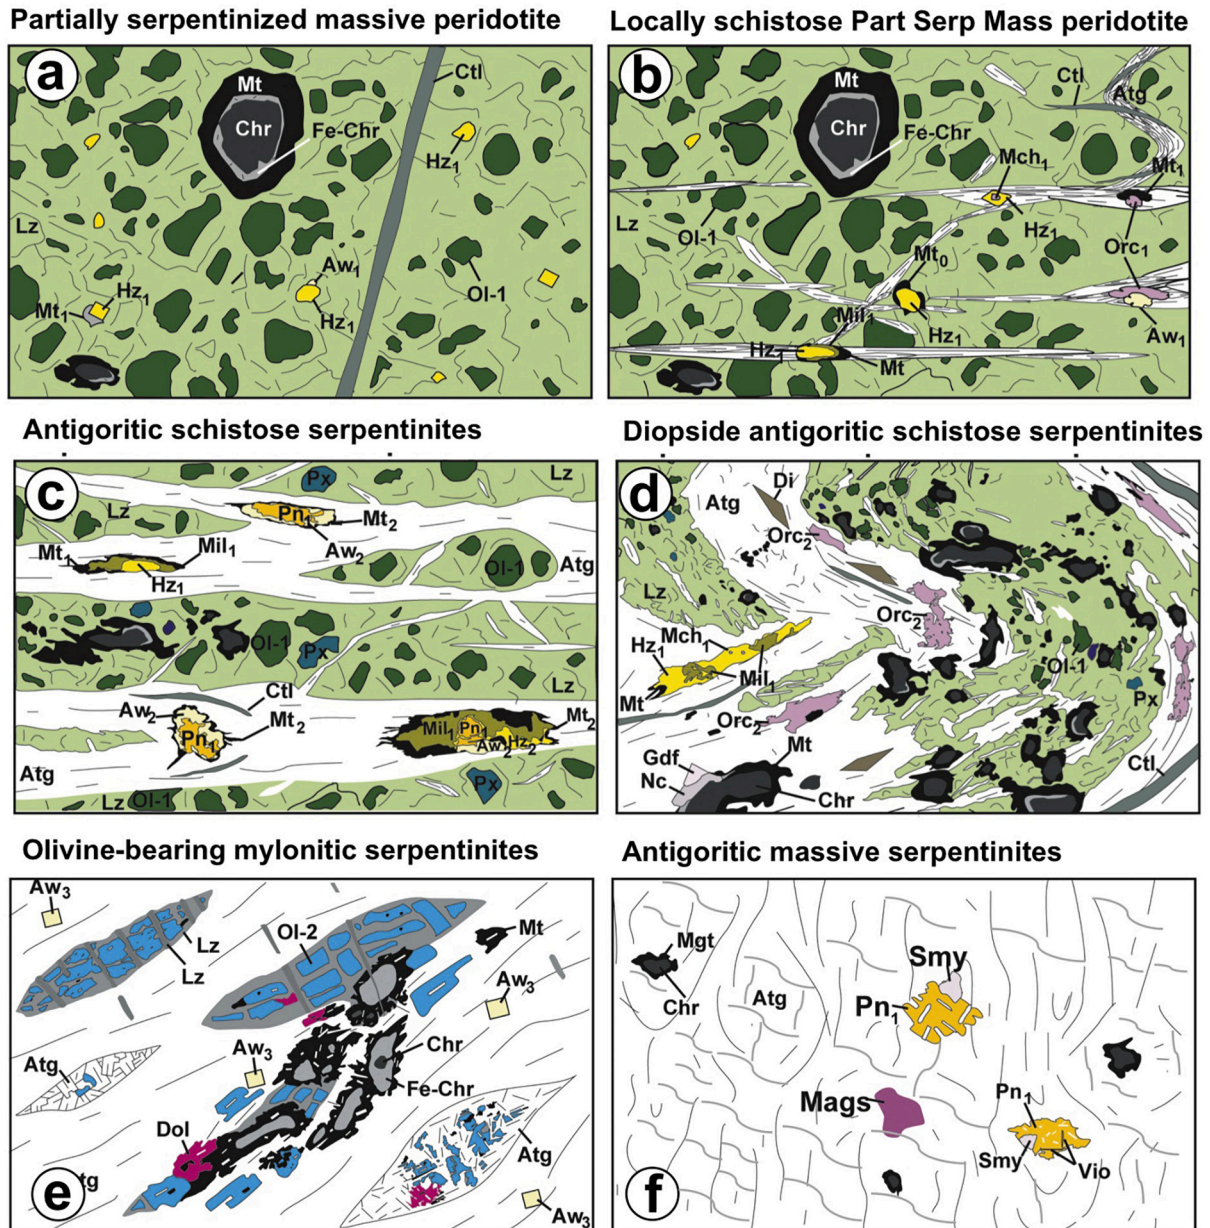 Partially serpentinized massive peridotite
a
Mt
Chr
Fe-Chr
Ctl
Hz1
Lz
Aw1
Hz1
Ol-1
Mt1
Hz1
Locally schistose Part Serp Mass peridotite
b
Mt
Chr
Fe-Chr
Ctl
Atg
Mch1
Mt1
Lz
Ol-1
Hz1
Orc1
Mt0
Mil1
Hz1
Aw1
Hz1
Mt
Antigoritic schistose serpentinites
c
Px
Lz
Lz
Pn1
Mt2
Aw2
Mt1
Mil1
Hz1
Ol-1
Atg
Ol-1
Px
Lz
Ctl
Aw2
Mt2
Pn1
Mil1
Pn1
Aw2
Hz2
Mt2
Atg
Px
Lz
Ol-1
Diopside antigoritic schistose serpentinites
d
Atg
Di
Orc2
Lz
Orc2
Mch1
Hz1
Mil1
Ol-1
Px
Mt
Orc2
Mt
Gdf
Nc
Chr
Ctl
Olivine-bearing mylonitic serpentinites
Aw3
Lz
Lz
Ol-2
Mt
Aw3
Atg
Aw3
Chr
Fe-Chr
Dol
Atg
e
tg
Aw3
Antigoritic massive serpentinites
Mgt
Chr
Atg
Smy
Pn1
Mags
Pn1
Smy
Vio
f